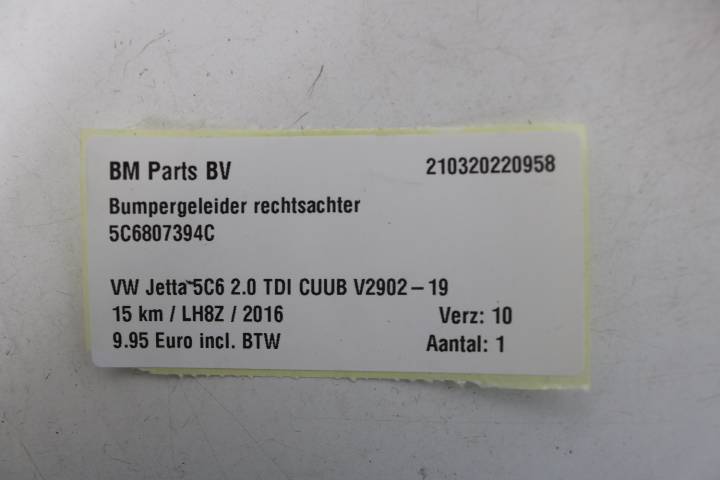 BM Parts BV 210320220958
Bumpergeleider rechtsachter
5C6807394C
VW Jetta 5C6 2.0 TDI CUUB V2902-19
15 km / LH8Z / 2016 Verz: 10
9.95 Euro incl. BTW Aantal: 1